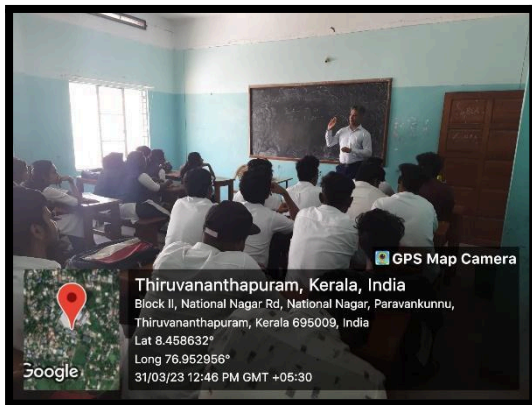 GPS Map Camera
Thiruvananthapuram, Kerala, India
Block II, National Nagar Rd, National Nagar, Paravankunnu,
Thiruvananthapuram, Kerala 695009, India
Lat 8.458632°
Long 76.952956°
31/03/23 12:46 PM GMT +05:30
Google